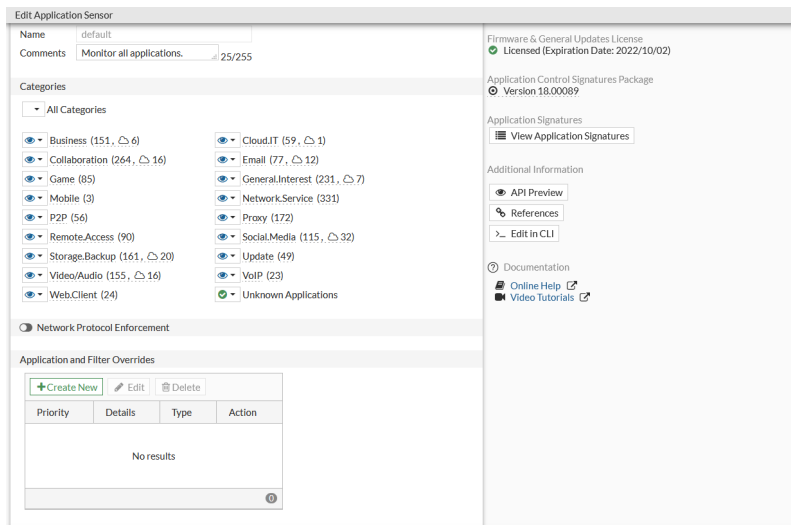 Edit Application Sensor
Name default
Comments Monitor all applications. 25/255
Categories
All Categories
Business (151, 6) Cloud.IT (59, 1)
Collaboration (264, 16) Email (77, 12)
Game (85) General.Interest (231, 7)
Mobile (3) Network.Service (331)
P2P (56) Proxy (172)
Remote.Access (90) Social.Media (115, 32)
Storage.Backup (161, 20) Update (49)
Video/Audio (155, 16) VoIP (23)
Web.Client (24) Unknown Applications
Network Protocol Enforcement
Application and Filter Overrides
Create New Edit Delete
Priority Details Type Action
No results
0
Firmware & General Updates License
Licensed (Expiration Date: 2022/10/02)
Application Control Signatures Package
Version 18.00089
Application Signatures
View Application Signatures
Additional Information
API Preview
References
>_ Edit in CLI
Documentation
Online Help
Video Tutorials